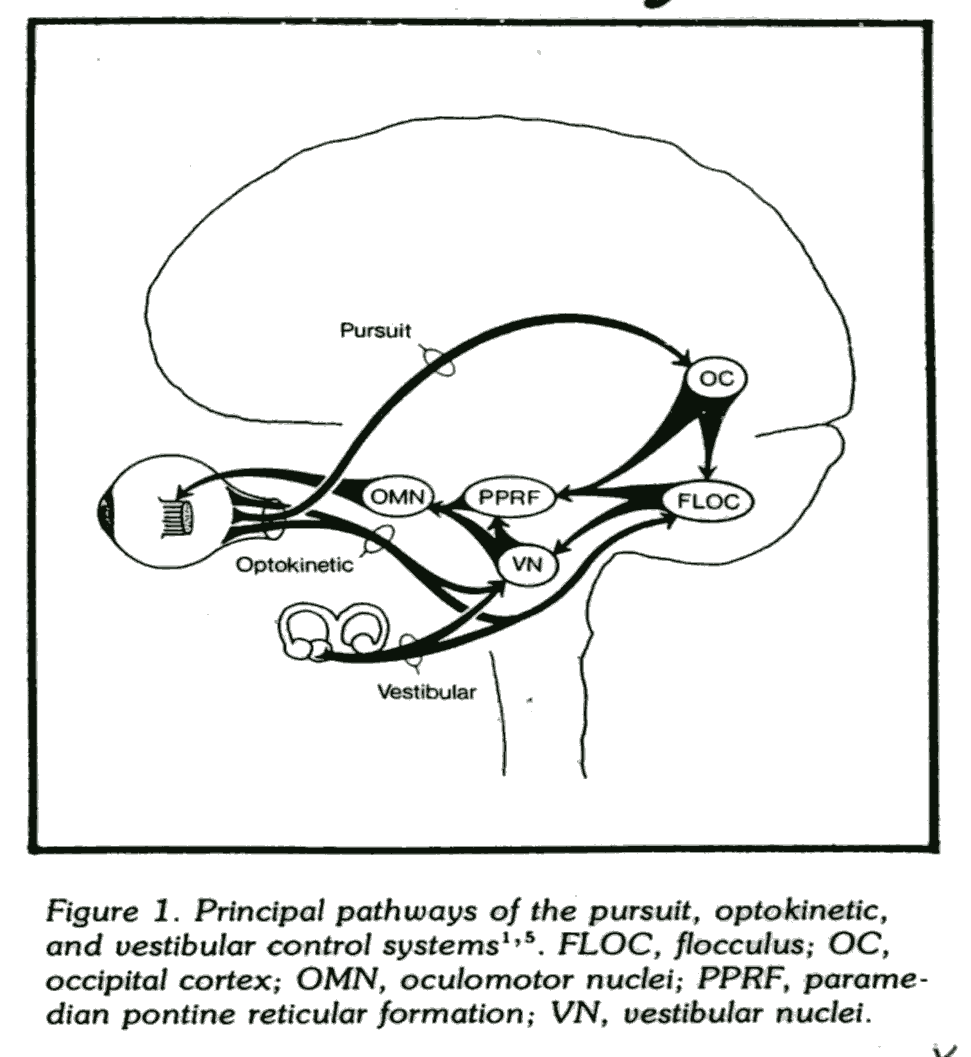 Pursuit
OC
OMN
PPRF
FLOC
Optokinetic
VN
Vestibular
Figure 1. Principal pathways of the pursuit, optokinetic,
and vestibular control systems¹,⁵. FLOC, flocculus; OC,
occipital cortex; OMN, oculomotor nuclei; PPRF, parame-
dian pontine reticular formation; VN, vestibular nuclei.